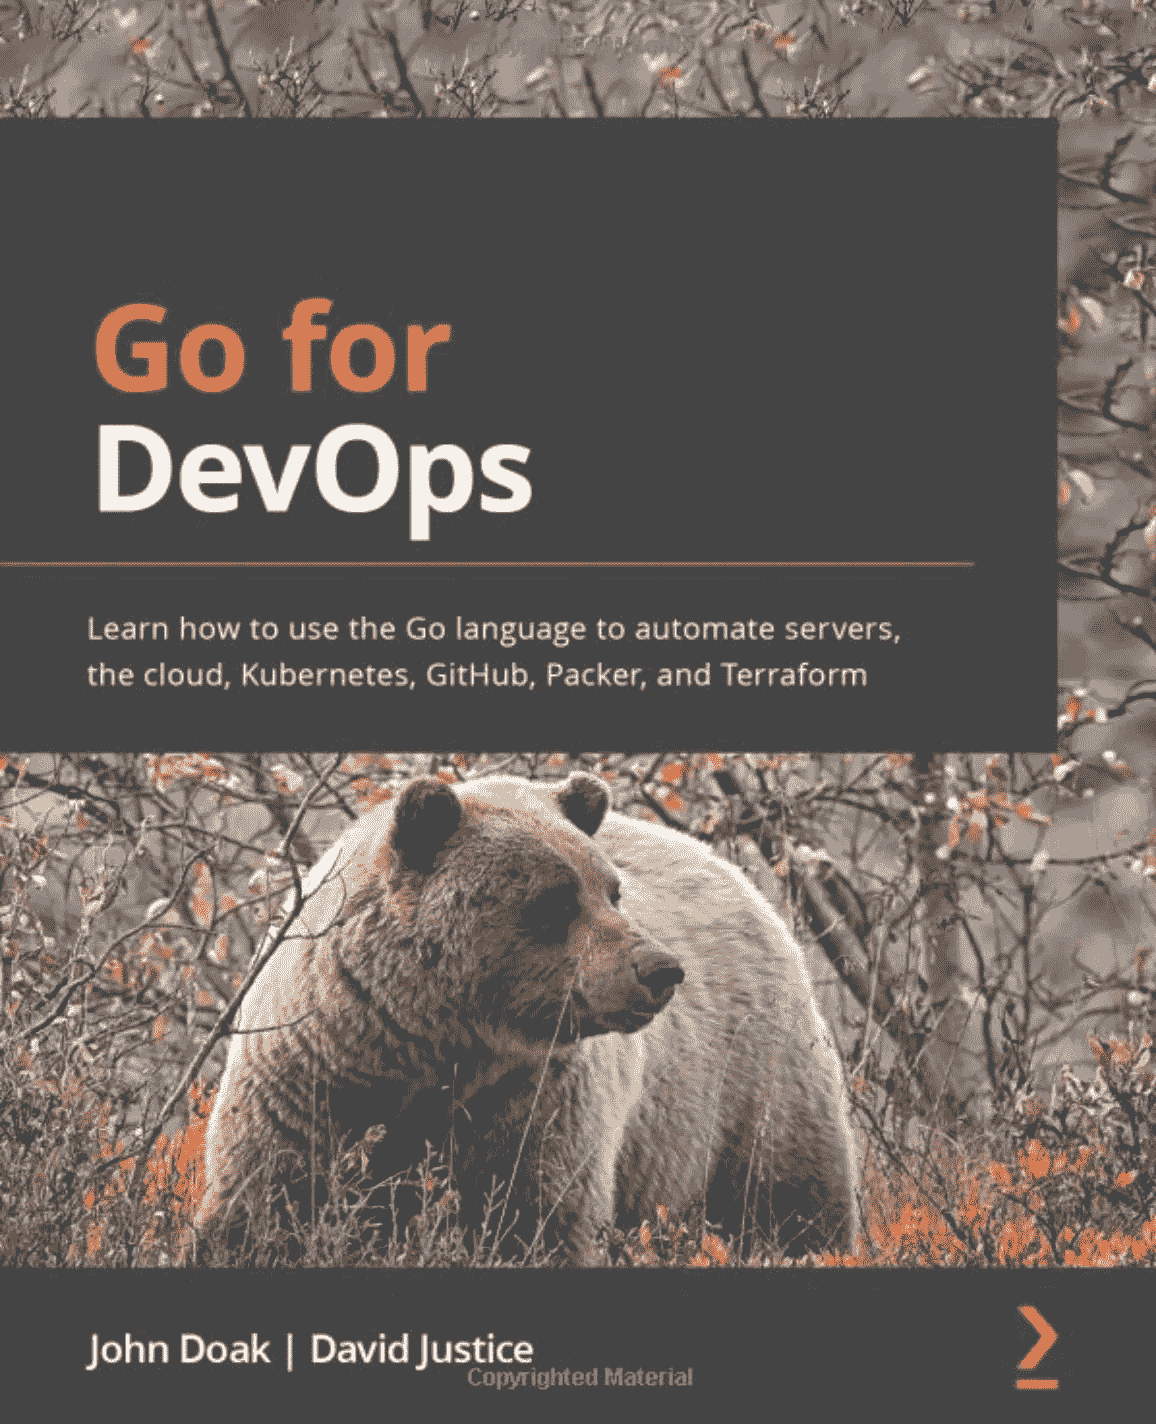 Go for
DevOps
Learn how to use the Go language to automate servers,
the cloud, Kubernetes, GitHub, Packer, and Terraform
John Doak | David Justice
Copyrighted Material